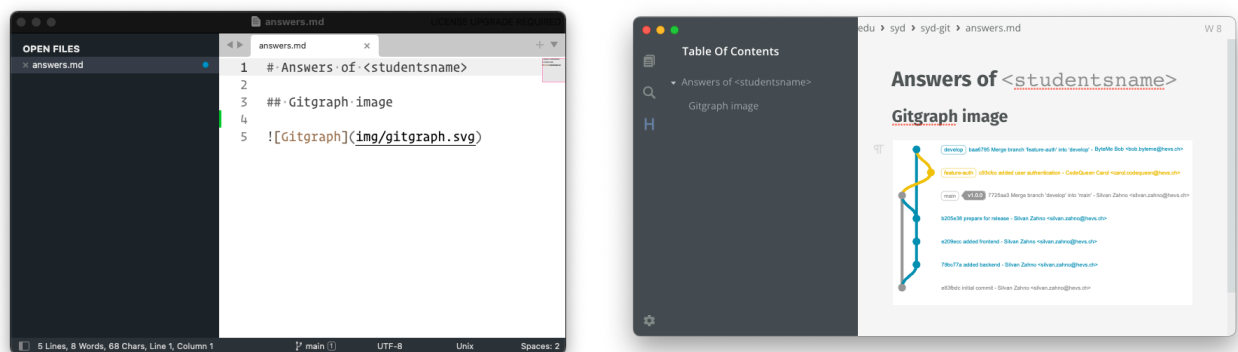 answers.md
LICENSE UPGRADE REQUIRED
OPEN FILES
answers.md
answers.md
1 # Answers of <studentsname>
2
3 ## Gitgraph image
4
5 ![Gitgraph](img/gitgraph.svg)
5 Lines, 8 Words, 68 Chars, Line 1, Column 1
main 1
UTF-8
Unix
Spaces: 2
edu › syd › syd-git › answers.md
W 8
Table Of Contents
Answers of <studentsname>
Gitgraph image
H
Answers of <studentsname>
Gitgraph image
develop baa6795 Merge branch 'feature-auth' into 'develop' - ByteMe Bob <bob.byteme@hevs.ch>
feature-auth added user authentication - CodeQueen Carol <carol.codequeen@hevs.ch>
main v1.0.0 7725aa3 Merge branch 'develop' into 'main' - Silvan Zahno <silvan.zahno@hevs.ch>
b205e38 prepare for release - Silvan Zahno <silvan.zahno@hevs.ch>
a209ecc added frontend - Silvan Zahno <silvan.zahno@hevs.ch>
79bc77a added backend - Silvan Zahno <silvan.zahno@hevs.ch>
initial commit - Silvan Zahno <silvan.zahno@hevs.ch>